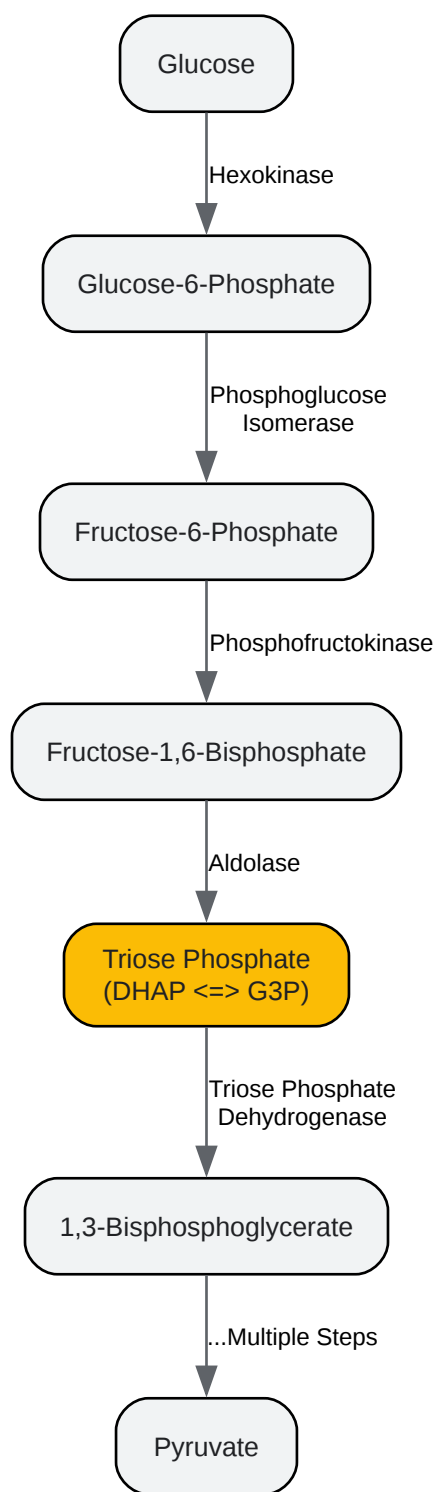 Glucose
Hexokinase
Glucose-6-Phosphate
Phosphoglucose
Isomerase
Fructose-6-Phosphate
Phosphofructokinase
Fructose-1,6-Bisphosphate
Aldolase
Triose Phosphate
(DHAP <=> G3P)
Triose Phosphate
Dehydrogenase
1,3-Bisphosphoglycerate
...Multiple Steps
Pyruvate